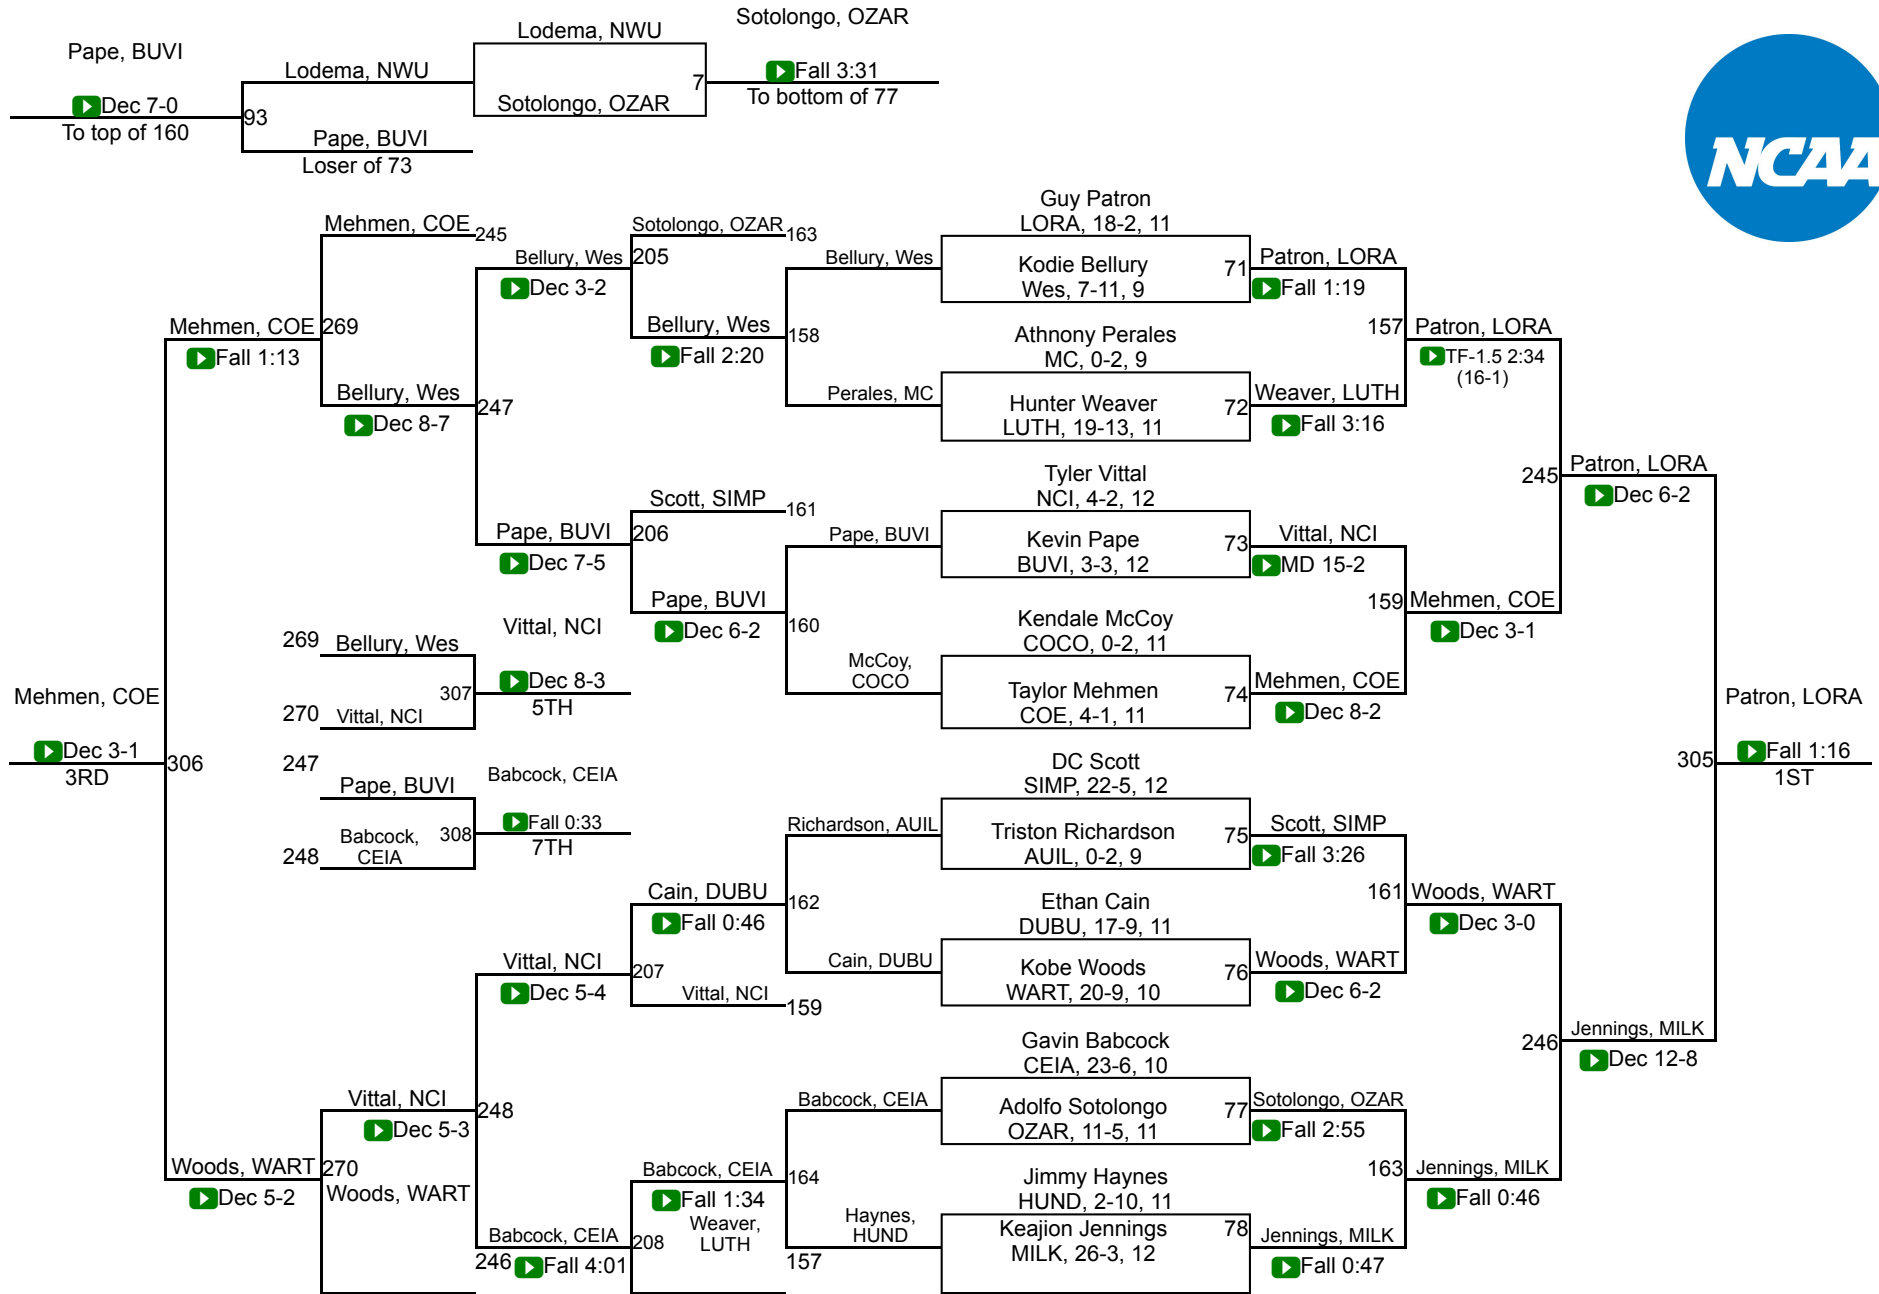 Sotolongo, OZAR
Lodema, NWU
Pape, BUVI
Lodema, NWU
7
Fall 3:31
To bottom of 77
Dec 7-0
Sotolongo, OZAR
93
To top of 160
Pape, BUVI
Loser of 73
NCAA
Guy Patron
LORA, 18-2, 11
Mehmen, COE
245
Sotolongo, OZAR
163
Bellury, Wes
205
Bellury, Wes
Kodie Bellury
Wes, 7-11, 9
71
Patron, LORA
Dec 3-2
Fall 1:19
Mehmen, COE
269
Bellury, Wes
158
Athnony Perales
MC, 0-2, 9
157
Patron, LORA
Fall 1:13
Fall 2:20
TF-1.5 2:34
(16-1)
Bellury, Wes
247
Perales, MC
Hunter Weaver
LUTH, 19-13, 11
72
Weaver, LUTH
Dec 8-7
Fall 3:16
Tyler Vittal
NCI, 4-2, 12
245
Patron, LORA
Dec 6-2
Scott, SIMP
161
Pape, BUVI
206
Pape, BUVI
Kevin Pape
BUVI, 3-3, 12
73
Vittal, NCI
Dec 7-5
MD 15-2
Pape, BUVI
160
Kendale McCoy
COCO, 0-2, 11
159
Mehmen, COE
Dec 6-2
Dec 3-1
Vittal, NCI
269
Bellury, Wes
307
Dec 8-3
5TH
270
Vittal, NCI
McCoy,
COCO
Taylor Mehmen
COE, 4-1, 11
74
Mehmen, COE
Dec 8-2
Mehmen, COE
Dec 3-1
3RD
306
Patron, LORA
305
Fall 1:16
1ST
247
Pape, BUVI
Babcock, CEIA
308
Fall 0:33
7TH
248
Babcock,
CEIA
DC Scott
SIMP, 22-5, 12
Richardson, AUIL
Triston Richardson
AUIL, 0-2, 9
75
Scott, SIMP
Fall 3:26
Cain, DUBU
162
Ethan Cain
DUBU, 17-9, 11
161
Woods, WART
Fall 0:46
Dec 3-0
Vittal, NCI
207
Cain, DUBU
Kobe Woods
WART, 20-9, 10
76
Woods, WART
Dec 5-4
Vittal, NCI
159
Dec 6-2
Gavin Babcock
CEIA, 23-6, 10
246
Jennings, MILK
Dec 12-8
Vittal, NCI
248
Babcock, CEIA
Adolfo Sotolongo
OZAR, 11-5, 11
77
Sotolongo, OZAR
Dec 5-3
Fall 2:55
Woods, WART
270
Babcock, CEIA
164
Jimmy Haynes
HUND, 2-10, 11
163
Jennings, MILK
Dec 5-2
Woods, WART
Fall 1:34
Fall 0:46
Weaver,
LUTH
Haynes,
HUND
Keajion Jennings
MILK, 26-3, 12
78
Jennings, MILK
Babcock, CEIA
208
246
Fall 4:01
157
Fall 0:47